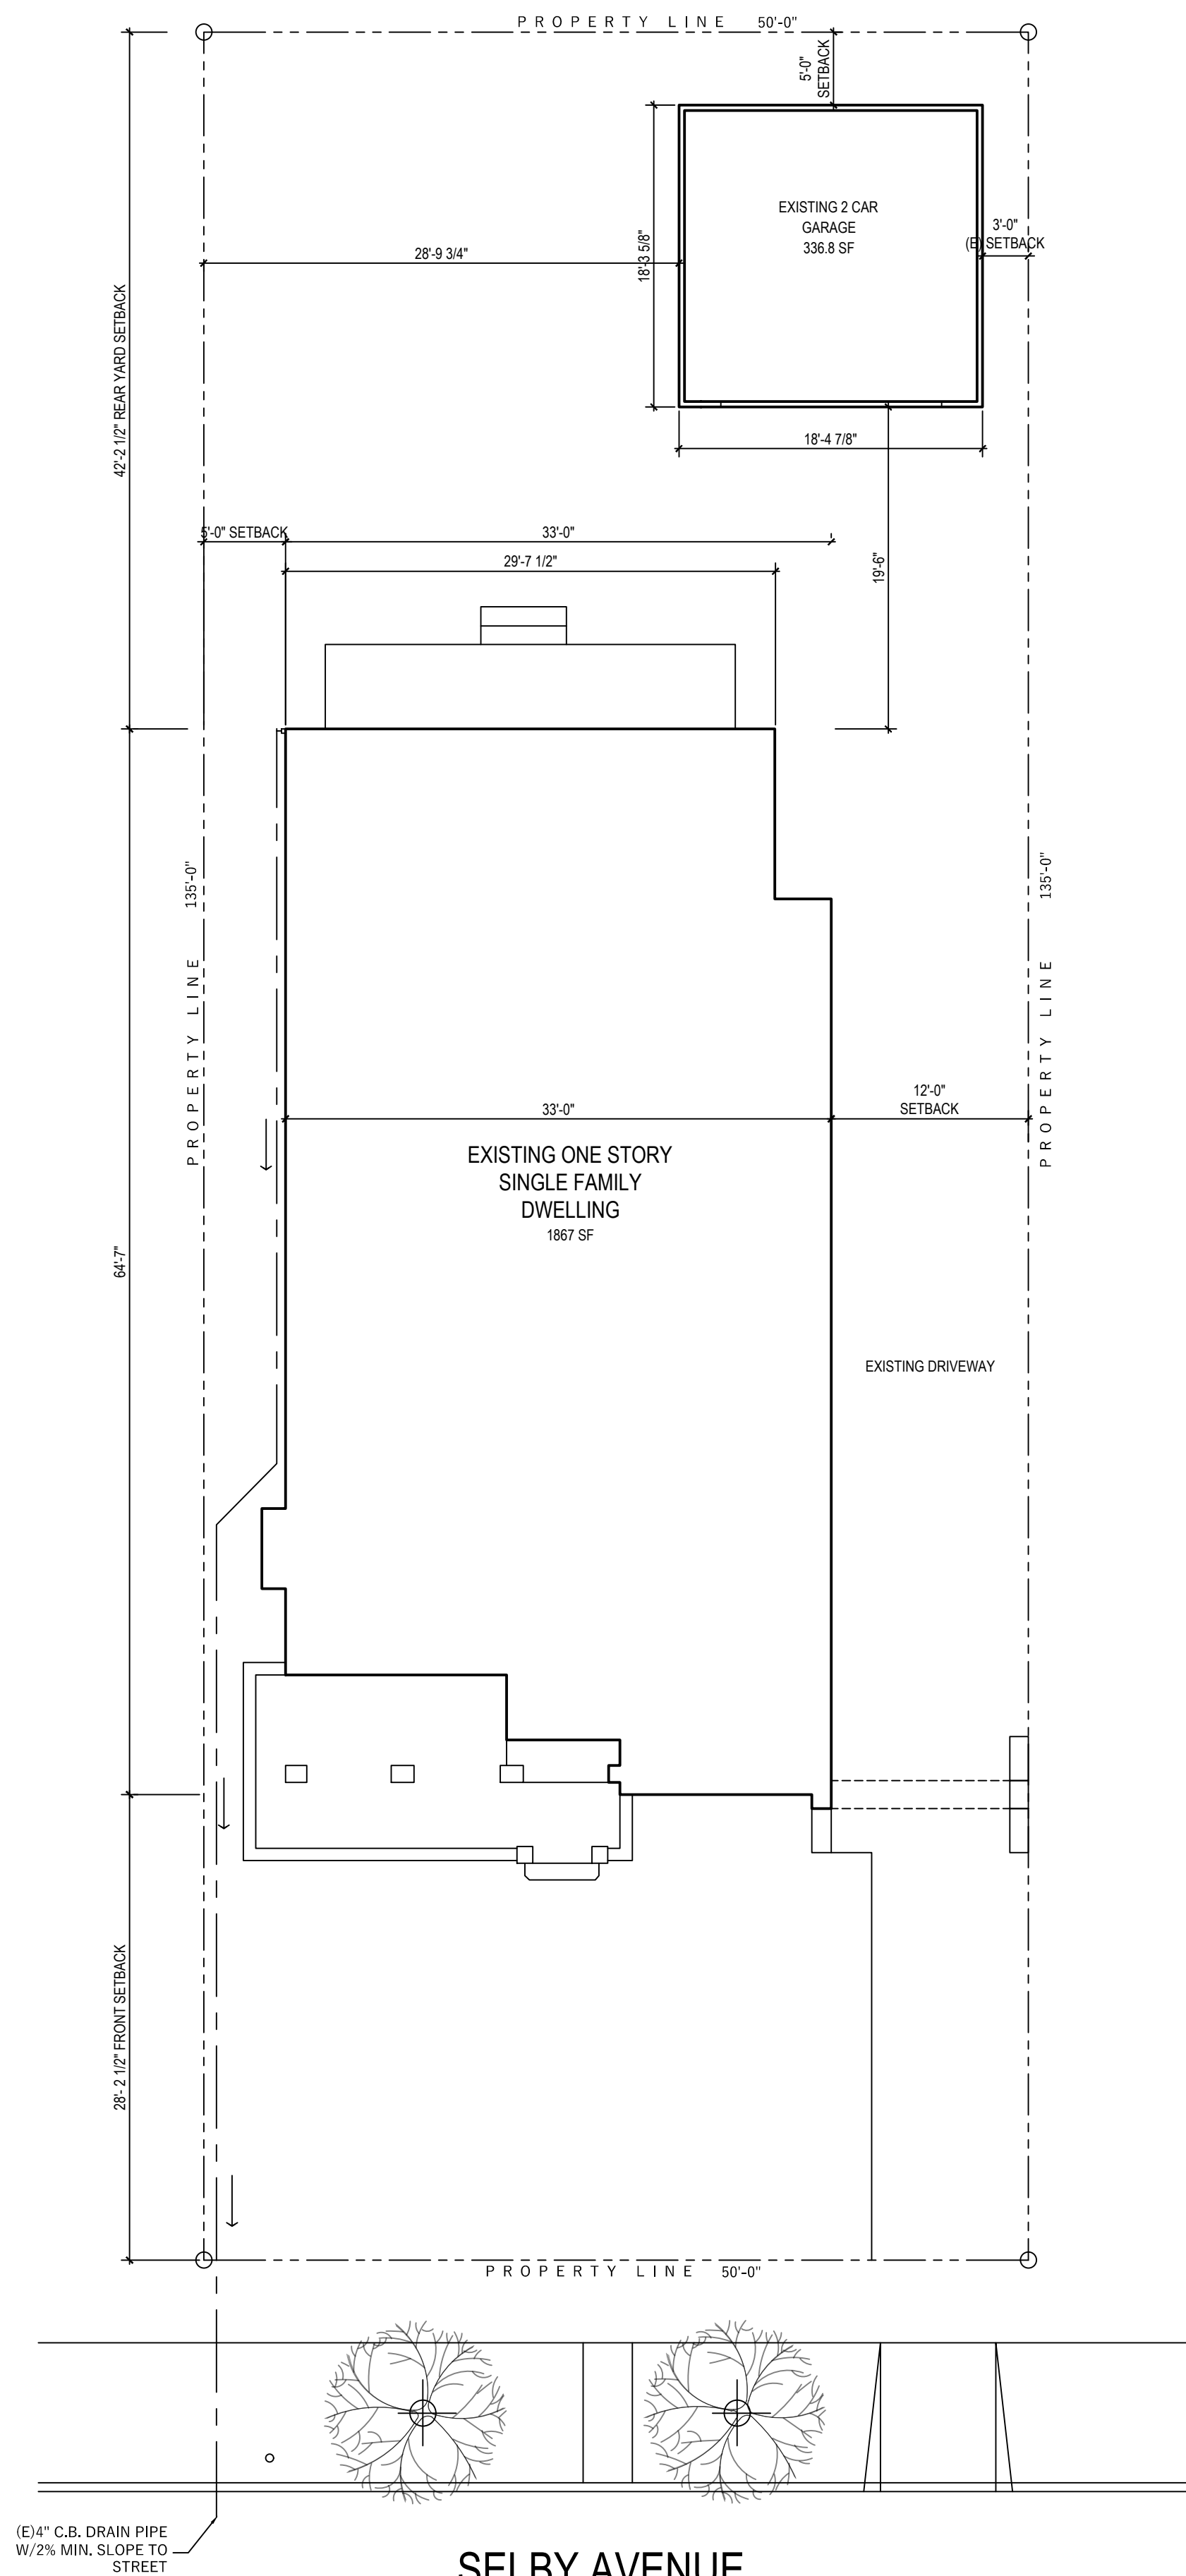 PROPERTY LINE 50'-0"
5'-0"
SETBACK
EXISTING 2 CAR
GARAGE
336.8 SF
3'-0"
(E) SETBACK
28'-9 3/4"
18'-3 5/8"
42'-2 1/2" REAR YARD SETBACK
18'-4 7/8"
5'-0" SETBACK
33'-0"
29'-7 1/2"
19'-6"
135'-0"
PROPERTY LINE
135'-0"
PROPERTY LINE
33'-0"
12'-0"
SETBACK
EXISTING ONE STORY
SINGLE FAMILY
DWELLING
1867 SF
64'-7"
EXISTING DRIVEWAY
28'- 2 1/2" FRONT SETBACK
PROPERTY LINE 50'-0"
(E)4" C.B. DRAIN PIPE
W/2% MIN. SLOPE TO
STREET
SELBY AVENUE